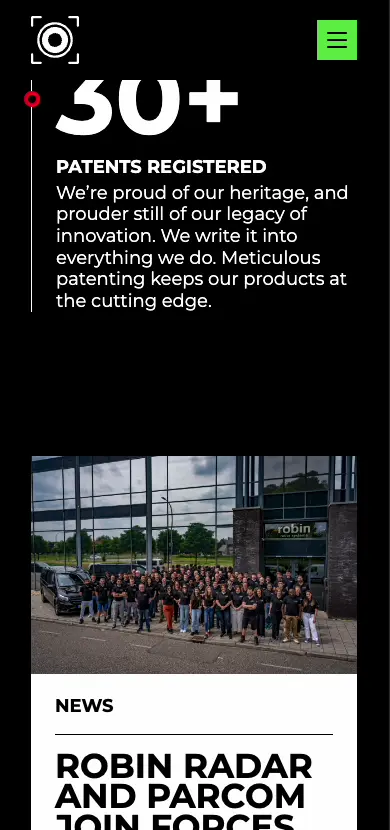 30+
PATENTS REGISTERED
We're proud of our heritage, and
prouder still of our legacy of
innovation. We write it into
everything we do. Meticulous
patenting keeps our products at
the cutting edge.
robin
NEWS
ROBIN RADAR
AND PARCOM
JOIN FORCES